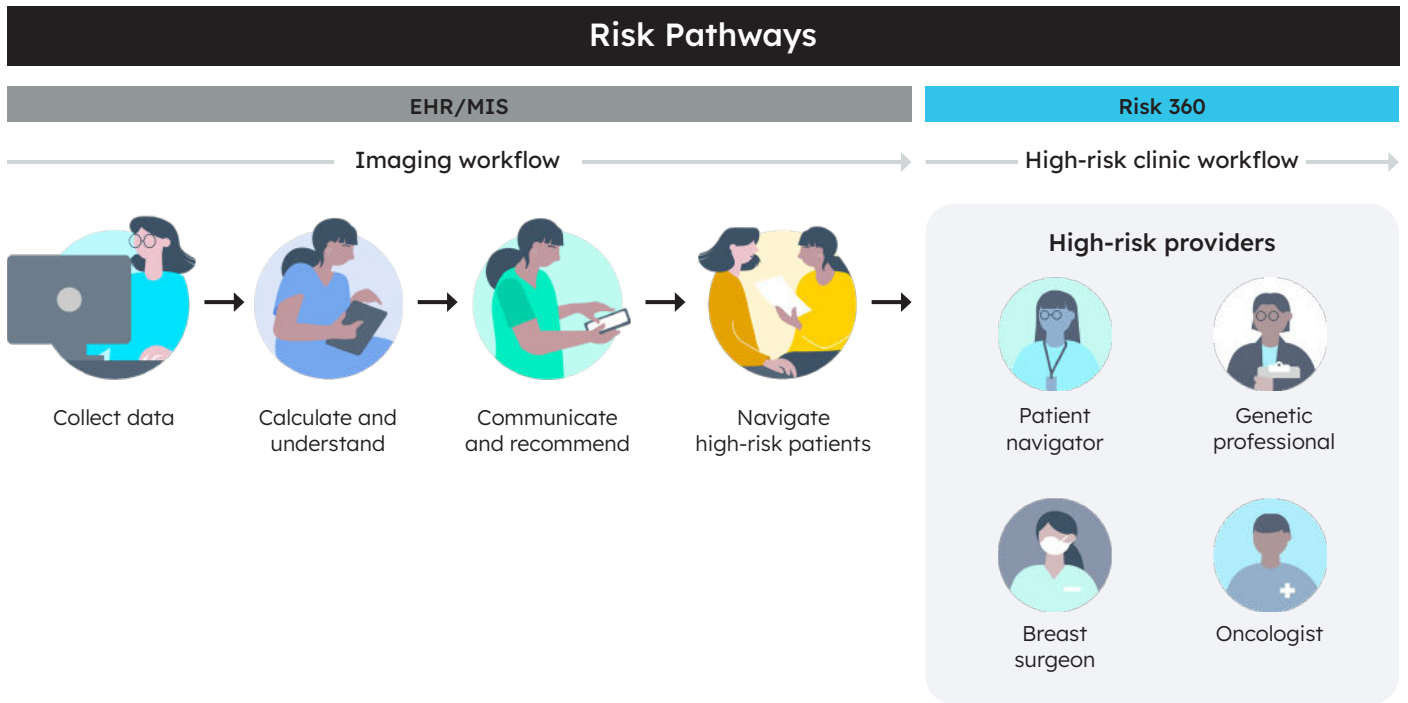 Risk Pathways
EHR/MIS
Risk 360
Imaging workflow
High-risk clinic workflow
Collect data
Calculate and
understand
Communicate
and recommend
Navigate
high-risk patients
High-risk providers
Patient
navigator
Genetic
professional
Breast
surgeon
Oncologist